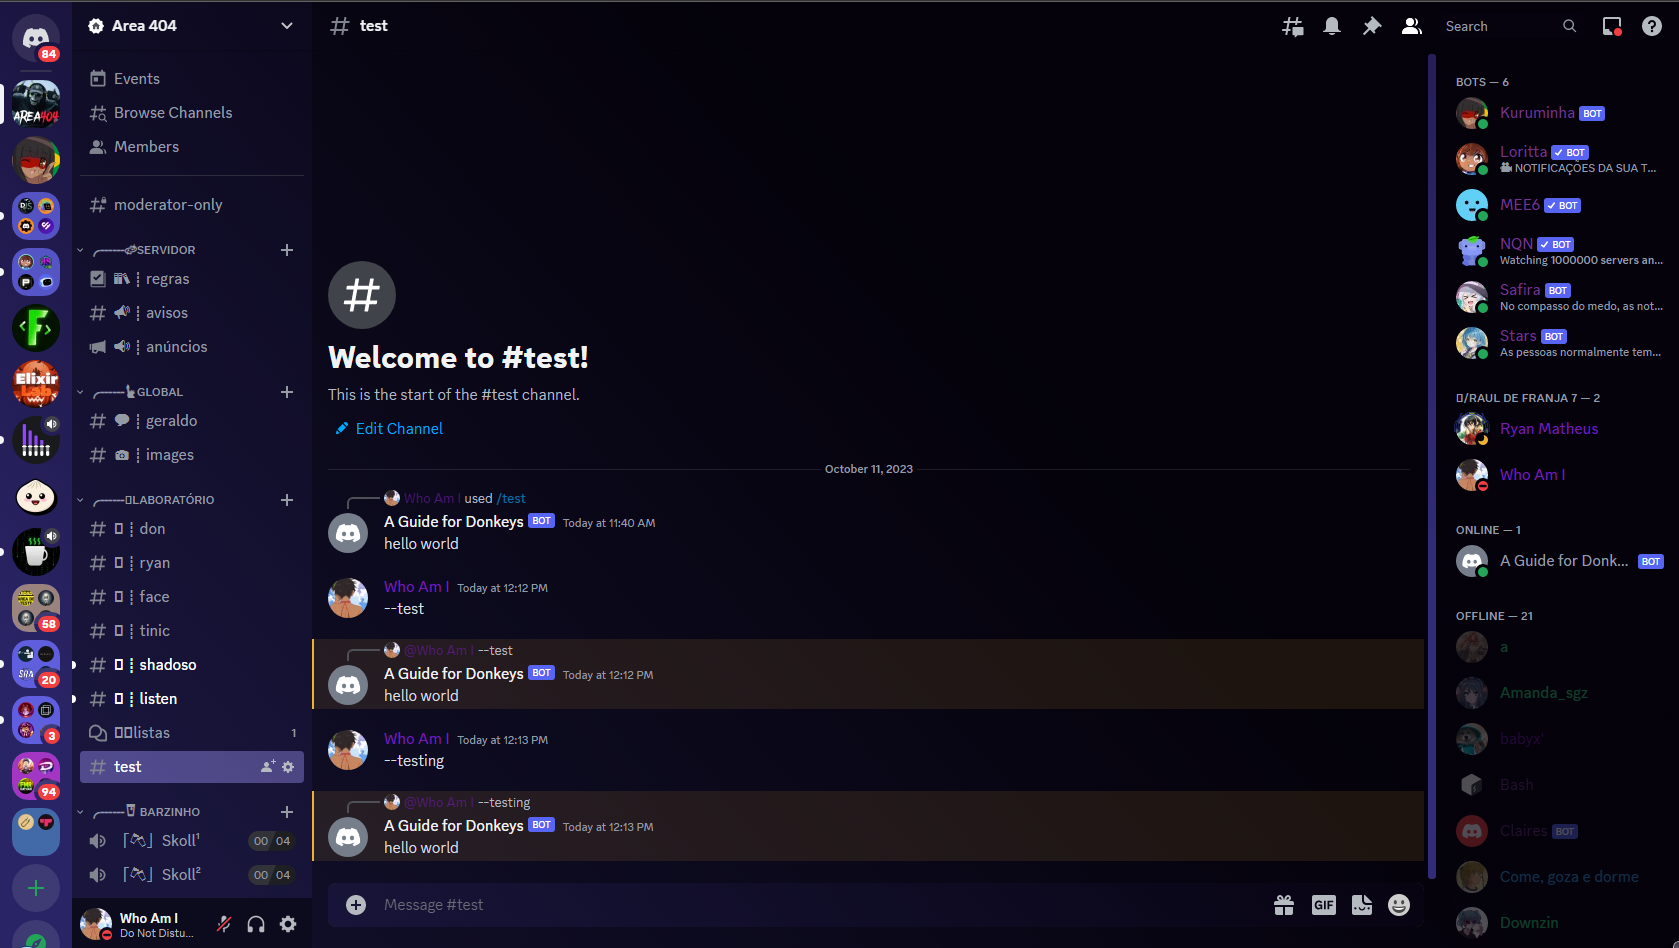 84
AREA404
Elixir
Lab
58
SRA
20
3
94
Area 404
Events
Browse Channels
Members
moderator-only
SERVIDOR
regras
avisos
anúncios
GLOBAL
geraldo
images
LABORATÓRIO
don
ryan
face
tinic
shadoso
listen
listas
1
test
BARZINHO
Skoll¹
00 04
Skoll²
00 04
Who Am I
Do Not Distu...
test
Search
Welcome to #test!
This is the start of the #test channel.
Edit Channel
October 11, 2023
Who Am I used /test
A Guide for Donkeys BOT Today at 11:40 AM
hello world
Who Am I Today at 12:12 PM
--test
@Who Am I --test
A Guide for Donkeys BOT Today at 12:12 PM
hello world
Who Am I Today at 12:13 PM
--testing
@Who Am I --testing
A Guide for Donkeys BOT Today at 12:13 PM
hello world
Message #test
GIF
BOTS — 6
Kuruminha BOT
Loritta BOT
NOTIFICAÇÕES DA SUA T...
MEE6 BOT
NQN BOT
Watching 1000000 servers an...
Safira BOT
No compasso do medo, as not...
Stars BOT
As pessoas normalmente tem...
/RAUL DE FRANJA 7 — 2
Ryan Matheus
Who Am I
ONLINE — 1
A Guide for Donk... BOT
OFFLINE — 21
a
Amanda_sgz
babyx'
Bash
Claires BOT
Come, goza e dorme
Downzin